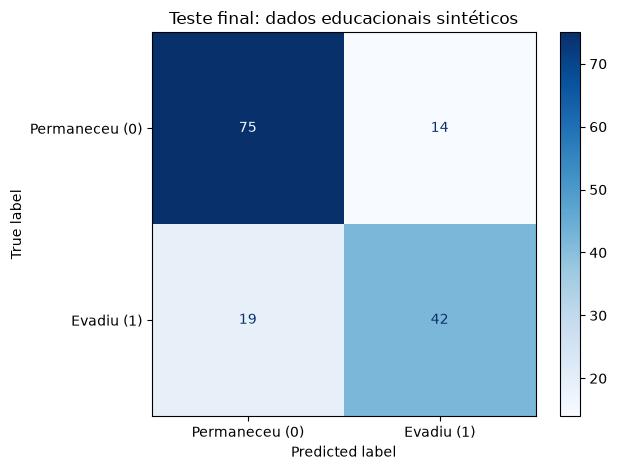 Teste final: dados educacionais sintéticos
True label
Permaneceu (0)
75
14
Evadiu (1)
19
42
Permaneceu (0)
Evadiu (1)
Predicted label
70
60
50
40
30
20